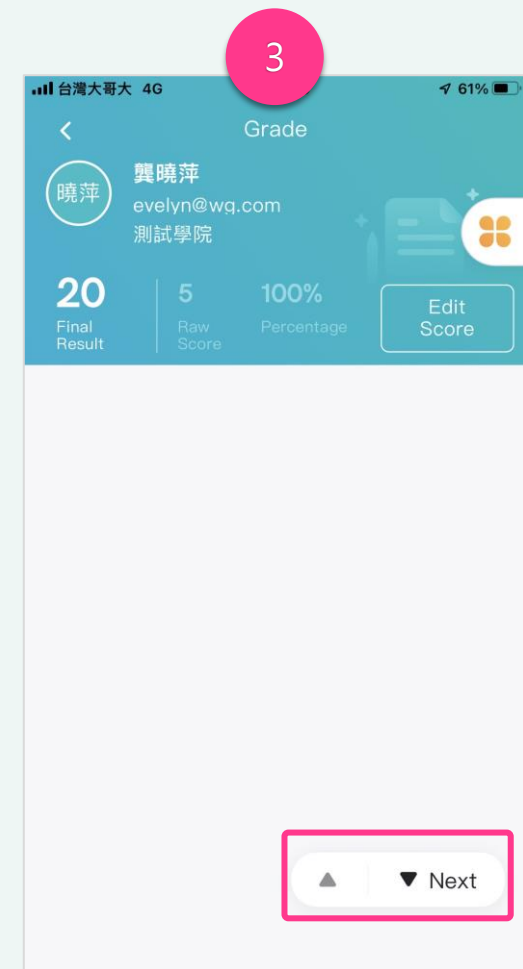 3
台灣大哥大 4G
61%
Grade
曉萍
龔曉萍
evelyn@wg.com
測試學院
20
Final
Result
5
Raw
Score
100%
Percentage
Edit
Score
Next